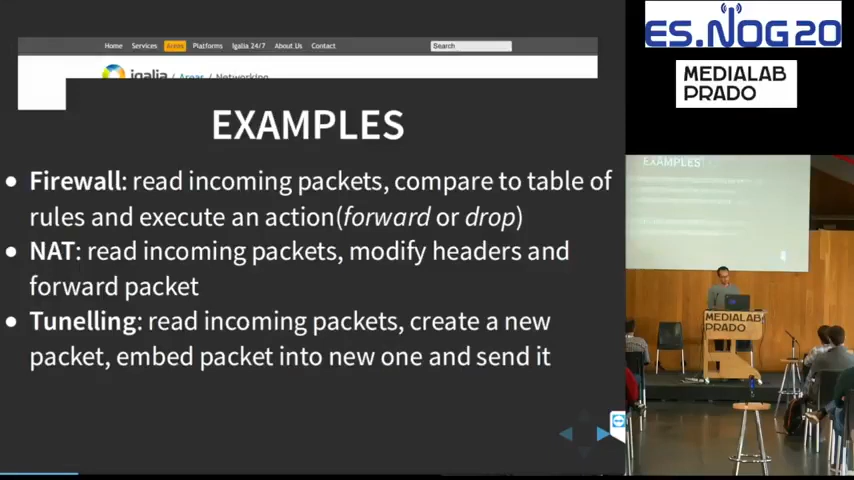 Home Services Areas Platforms Igalia 24/7 About Us Contact Search
igalia / Areas / Networking
EXAMPLES
• Firewall: read incoming packets, compare to table of
rules and execute an action(forward or drop)
• NAT: read incoming packets, modify headers and
forward packet
• Tunelling: read incoming packets, create a new
packet, embed packet into new one and send it
ES.NOG20
MEDIALAB
PRADO
EXAMPLES
MEDIALAB
PRADO